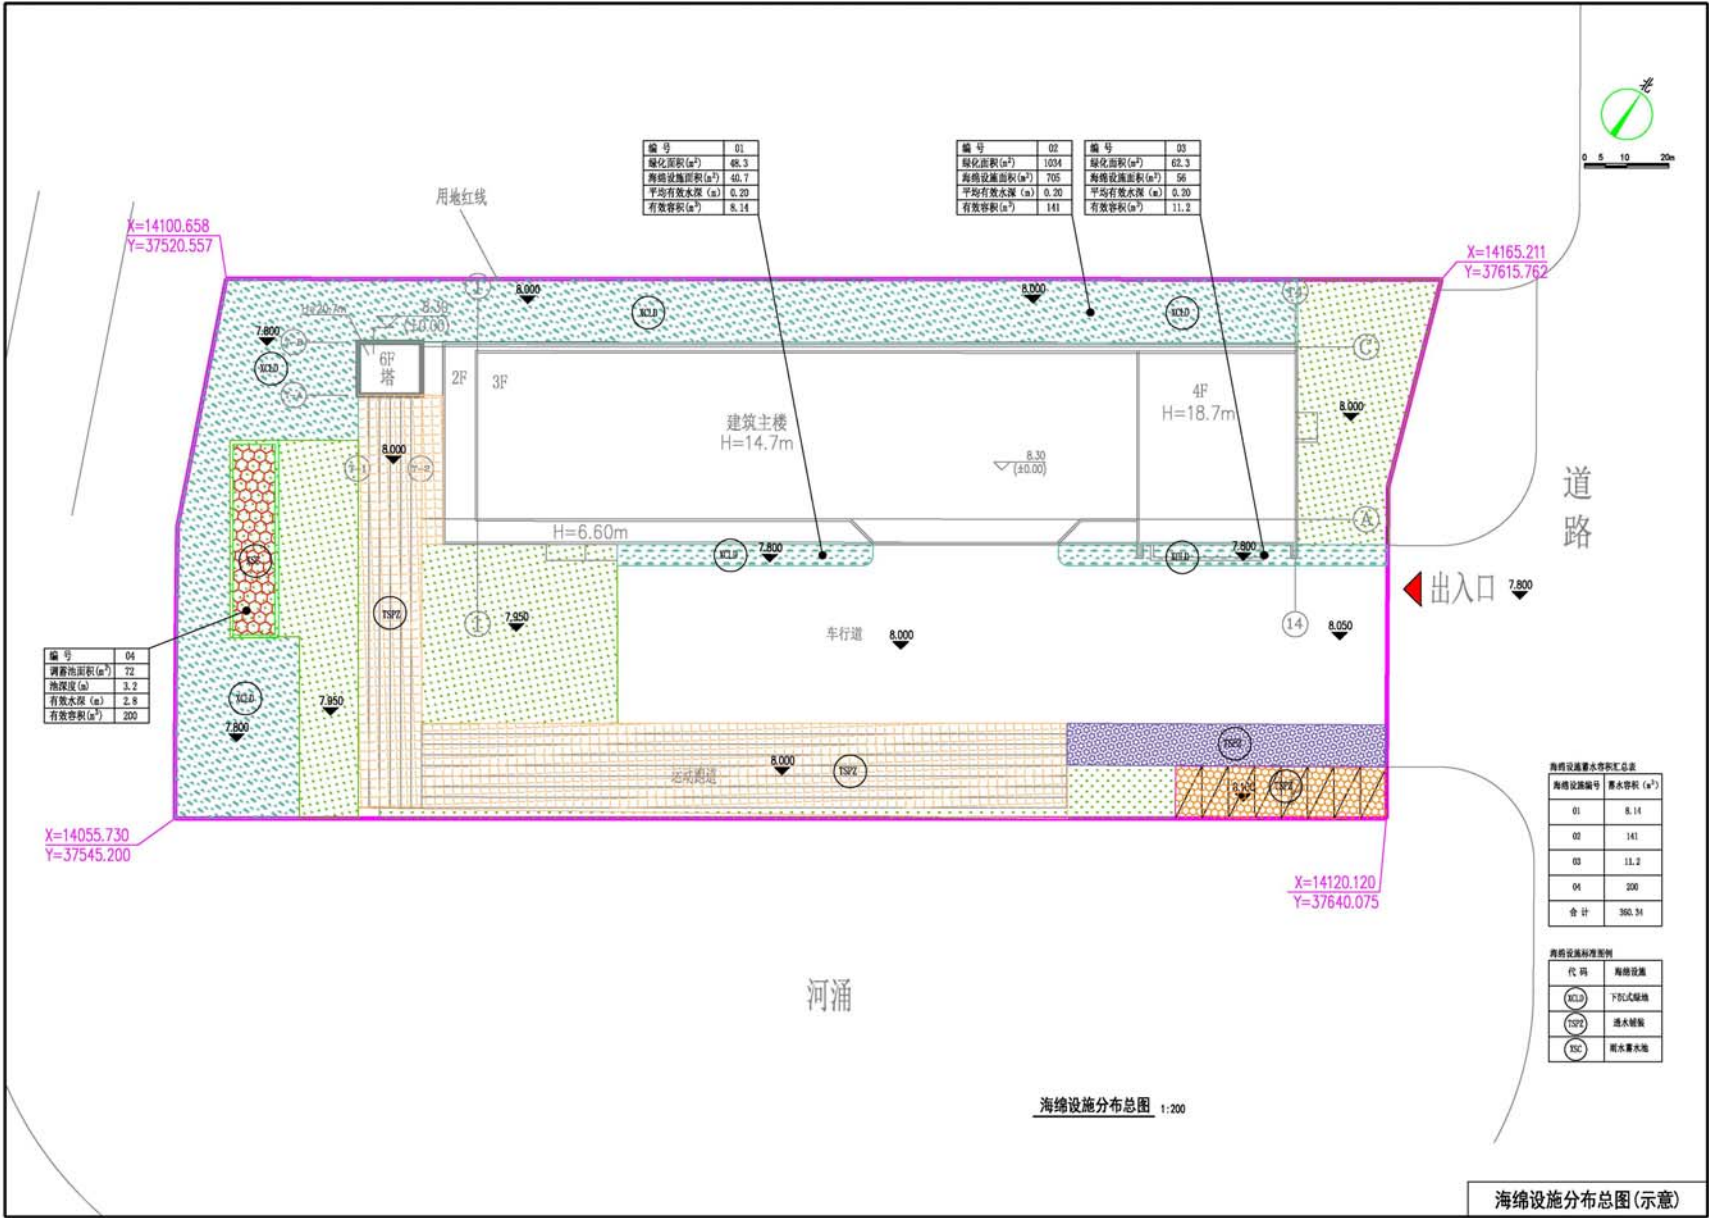 北
0 5 10 20m
编 号 01
绿化面积(m²) 48.3
海绵设施面积(m²) 40.7
平均有效水深 (m) 0.20
有效容积(m³) 8.14
编 号 02
绿化面积(m²) 1034
海绵设施面积(m²) 705
平均有效水深 (m) 0.20
有效容积(m³) 141
编 号 03
绿化面积(m²) 62.3
海绵设施面积(m²) 56
平均有效水深 (m) 0.20
有效容积(m³) 11.2
用地红线
X=14100.658
Y=37520.557
X=14165.211
Y=37615.762
1
8.000
8.000
14
H=20.7m
8.30
(±0.00)
XCLD
XCLD
7.800
XCLD
T-B
T-A
6F
塔
2F
3F
建筑主楼
H=14.7m
4F
H=18.7m
C
8.000
8.000
T-1
T-2
8.30
(±0.00)
道路
H=6.60m
A
XSC
XCLD
7.800
XCLD
7.800
出入口
7.800
TSPZ
1
7.950
车行道
8.000
14
8.050
编 号 04
调蓄池面积(m²) 72
池深度(m) 3.2
有效水深 (m) 2.8
有效容积(m³) 200
XCLD
7.800
7.950
运动跑道
8.000
TSPZ
TSPZ
8.100
TSPZ
X=14055.730
Y=37545.200
X=14120.120
Y=37640.075
海绵设施蓄水容积汇总表
海绵设施编号 蓄水容积 (m³)
01 8.14
02 141
03 11.2
04 200
合 计 360.34
海绵设施标准图例
代 码 海绵设施
XCLD 下沉式绿地
TSPZ 透水铺装
XSC 雨水蓄水池
河涌
海绵设施分布总图 1:200
海绵设施分布总图(示意)